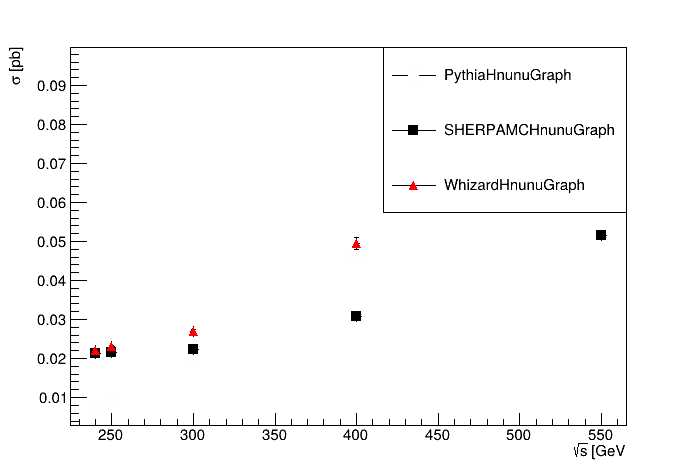 σ [pb]
0.09
0.08
0.07
0.06
0.05
0.04
0.03
0.02
0.01
PythiaHnunuGraph
SHERPAMCHnunuGraph
WhizardHnunuGraph
250 300 350 400 450 500 550
√s [GeV